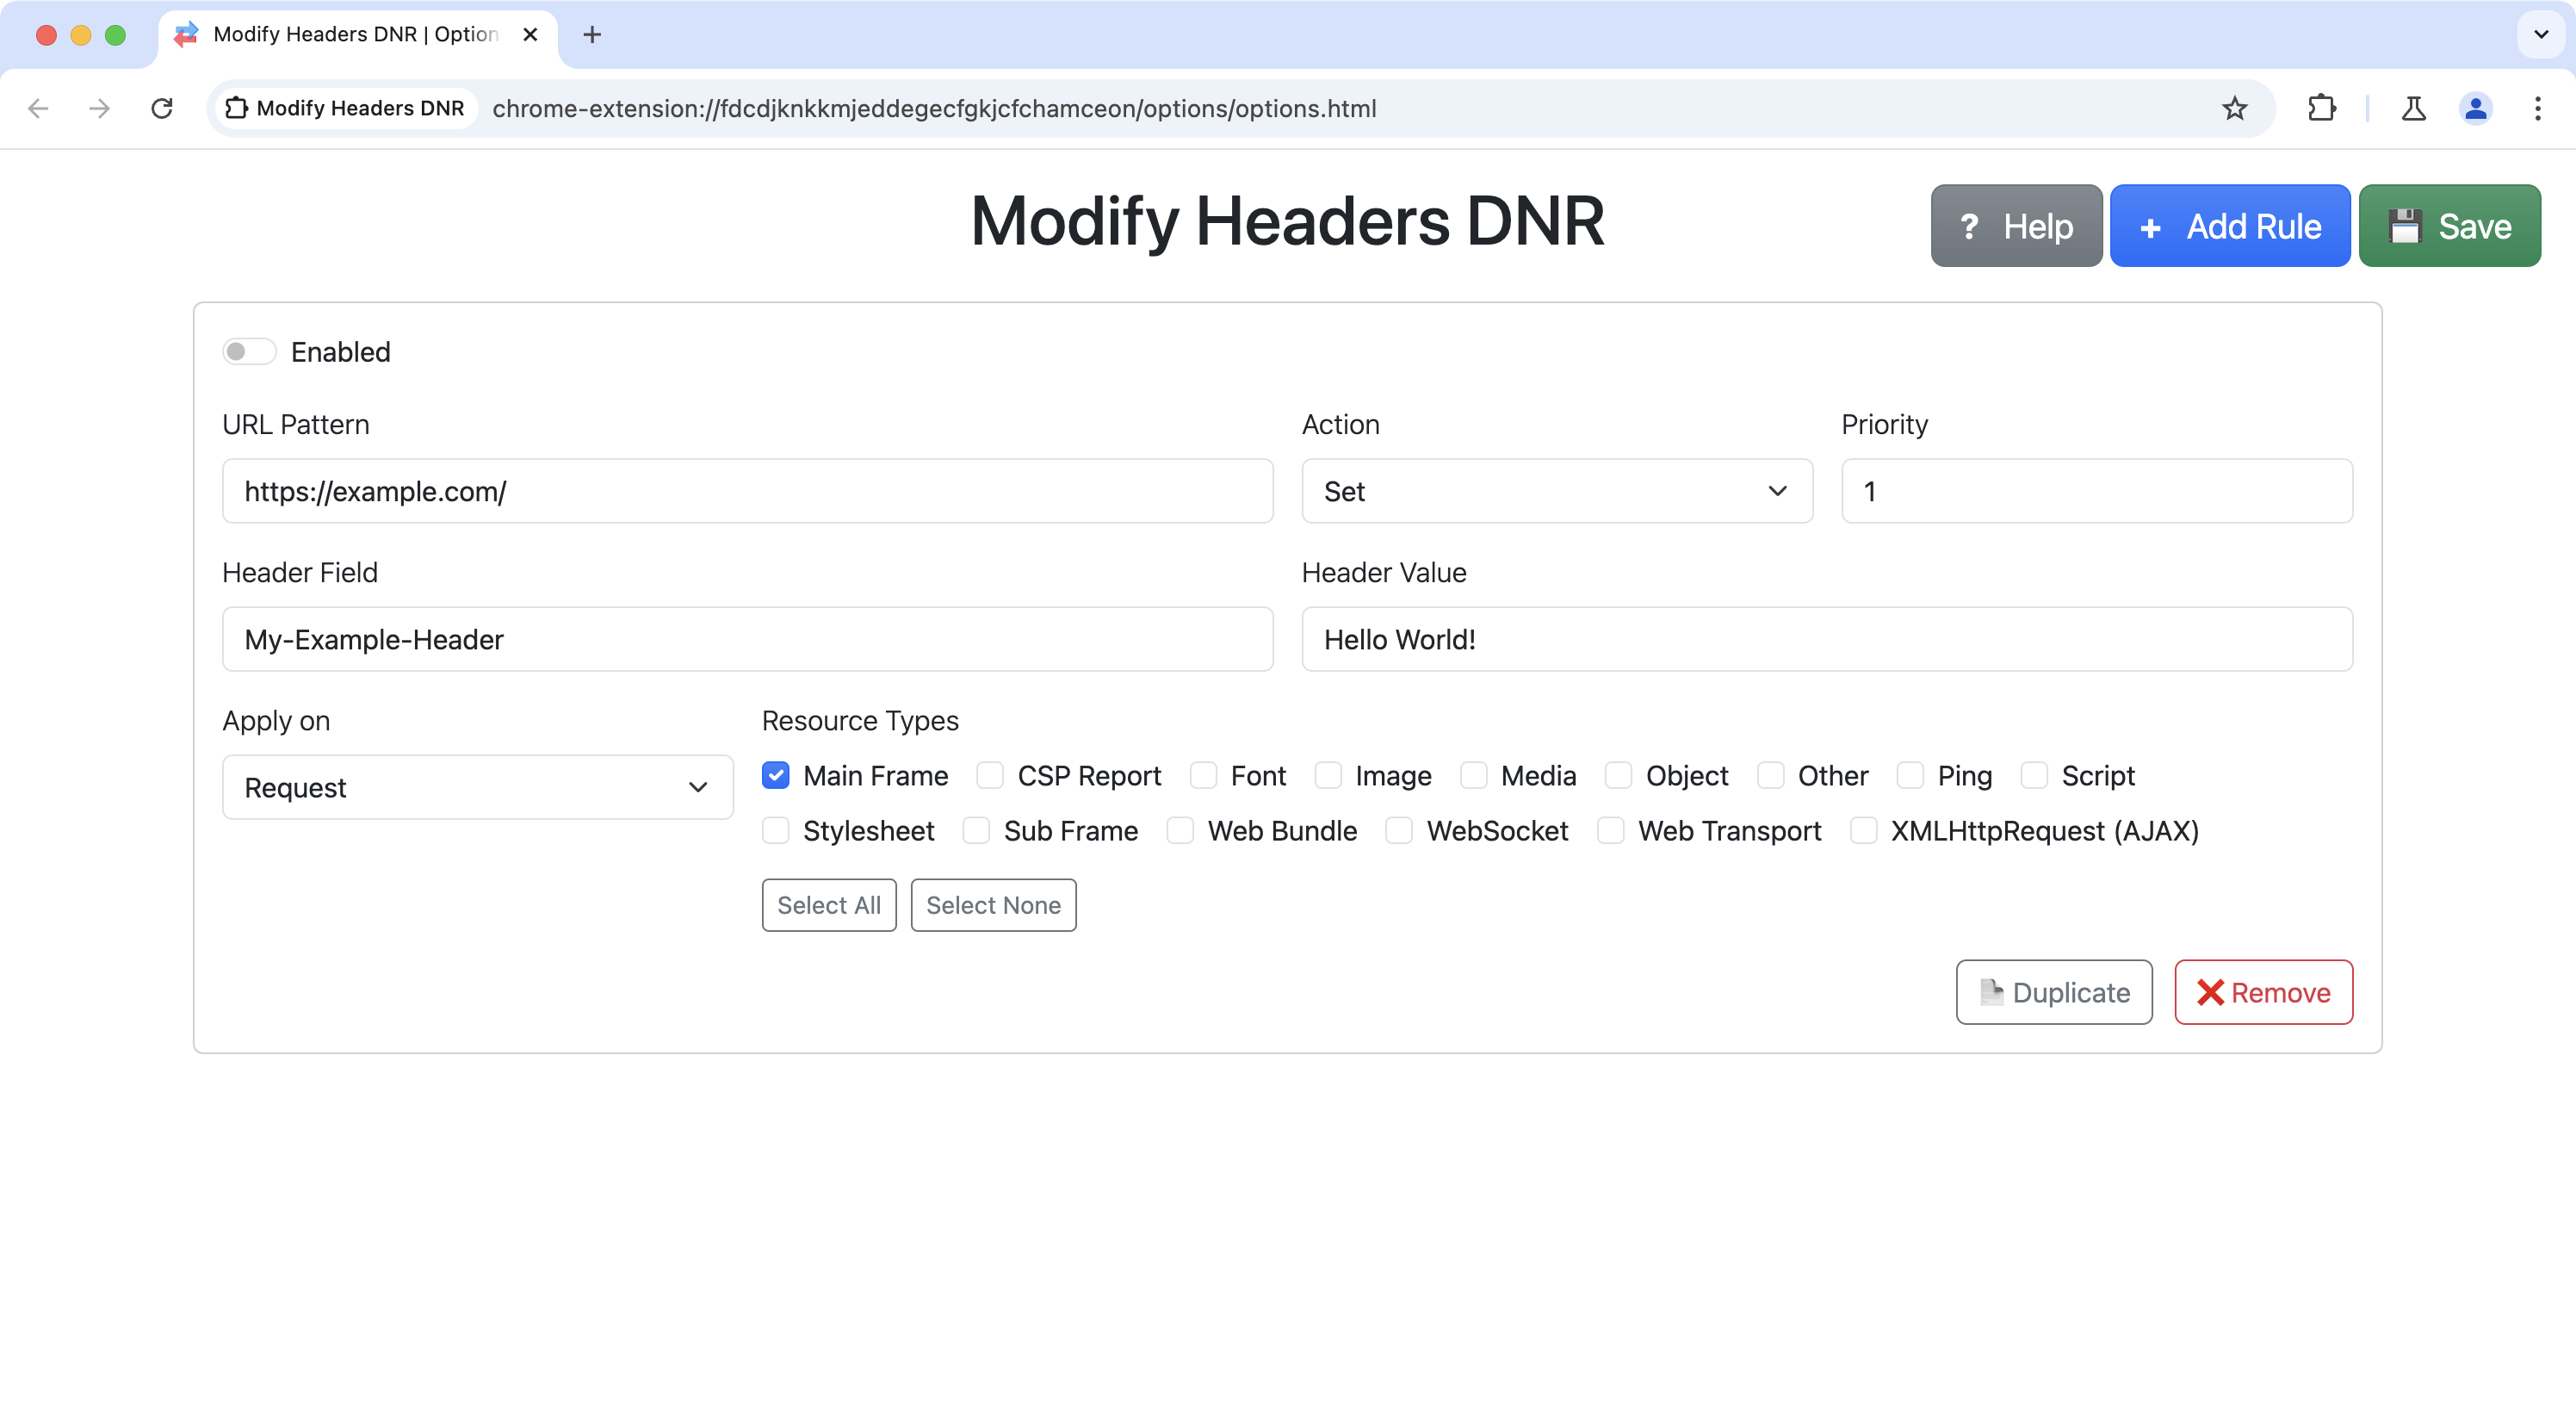 Modify Headers DNR | Option
Modify Headers DNR chrome-extension://fdcdjknkkmjeddegecfgkjcfchamceon/options/options.html
Modify Headers DNR
? Help + Add Rule Save
Enabled
URL Pattern Action Priority
https://example.com/ Set 1
Header Field Header Value
My-Example-Header Hello World!
Apply on Resource Types
Request Main Frame CSP Report Font Image Media Object Other Ping Script
Stylesheet Sub Frame Web Bundle WebSocket Web Transport XMLHttpRequest (AJAX)
Select All Select None
Duplicate Remove